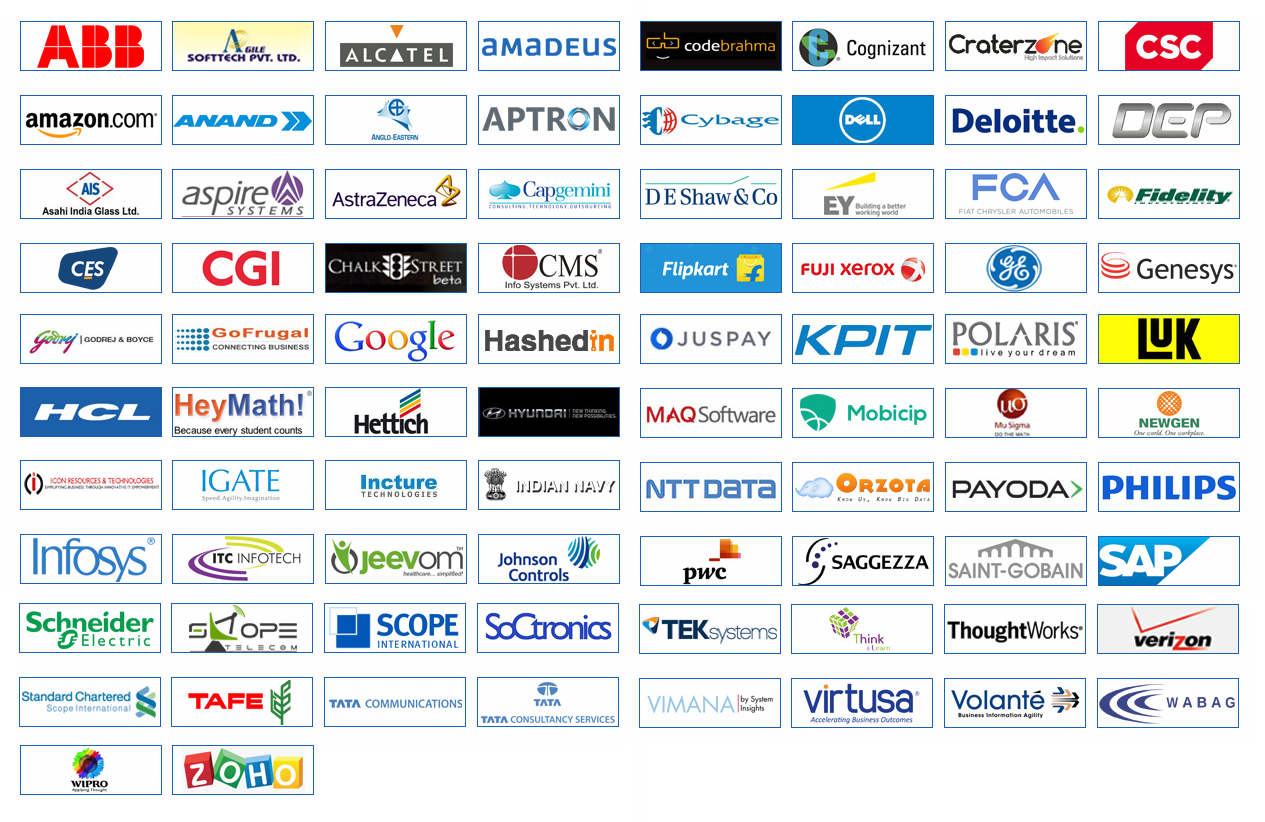 ABB
AGILE
SOFTTECH PVT. LTD.
ALCATEL
amadeus
codebrahma
Cognizant
Craterzone
High Impact Solutions
CSC
amazon.com
ANAND
ANGLO-EASTERN
APTRON
Cybage
DELL
Deloitte.
DEP
AIS
Asahi India Glass Ltd.
aspire
SYSTEMS
AstraZeneca
Capgemini
CONSULTING.TECHNOLOGY.OUTSOURCING
DE Shaw & Co
EY
Building a better
working world
FCA
FIAT CHRYSLER AUTOMOBILES
Fidelity
INVESTMENTS
CES
CGI
CHALK STREET
beta
CMS®
Info Systems Pvt. Ltd.
Flipkart
FUJI XEROX
GE
Genesys
godrej | GODREJ & BOYCE
GoFrugal
CONNECTING BUSINESS
Google
Hashedin
JUSPAY
KPIT
POLARIS®
live your dream
LUK
HCL
HeyMath!®
Because every student counts
Hettich
HYUNDAI | NEW THINKING.
NEW POSSIBILITIES.
MAQ Software
Mobicip
Mu Sigma
DO THE MATH
NEWGEN
One world. One workplace.
ICON RESOURCES & TECHNOLOGIES
SIMPLIFYING BUSINESS THROUGH INNOVATIVE IT EMPOWERMENT
IGATE
Speed.Agility.Imagination
Incture
TECHNOLOGIES
INDIAN NAVY
NTT DATA
ORZOTA
KNOW US, KNOW BIG DATA
PAYODA
PHILIPS
Infosys®
ITC INFOTECH
jeevom™
healthcare... simplified!
Johnson
Controls
pwc
SAGGEZZA
SAINT-GOBAIN
SAP
Schneider
Electric
SKOPE
TELECOM
SCOPE
INTERNATIONAL
SoCtronics
TEKsystems
Think
& Learn
ThoughtWorks®
verizon
Standard Chartered
Scope International
TAFE
TATA COMMUNICATIONS
TATA
TATA CONSULTANCY SERVICES
VIMANA | by System
Insights
virtusa®
Accelerating Business Outcomes
Volanté
Business Information Agility
WABAG
WIPRO
Applying Thought
ZOHO